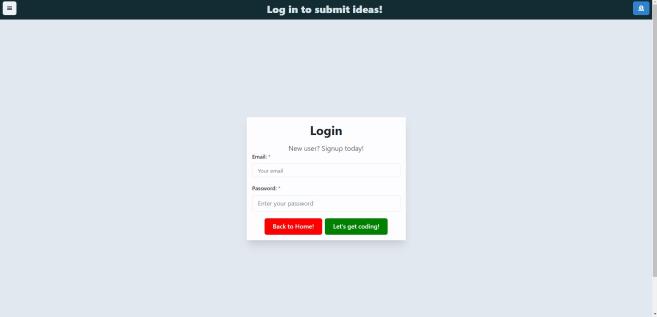 Log in to submit ideas!
Login
New user? Signup today!
Email: *
Your email
Password: *
Enter your password
Back to Home! Let's get coding!